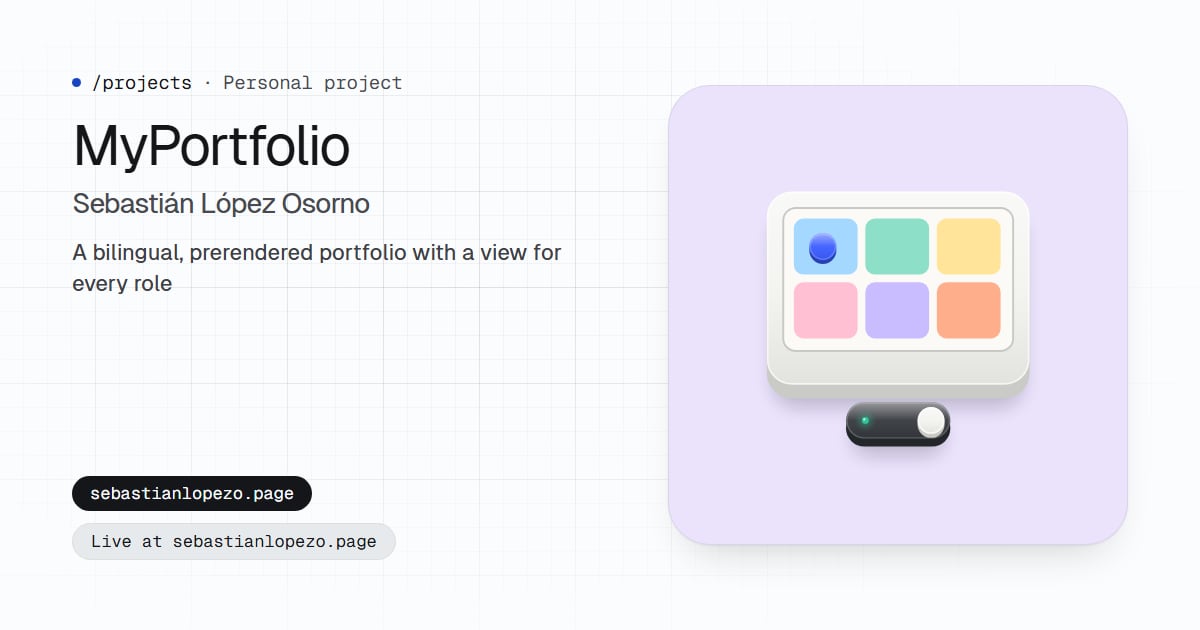 /projects · Personal project
MyPortfolio
Sebastián López Osorno
A bilingual, prerendered portfolio with a view for
every role
sebastianlopezo.page
Live at sebastianlopezo.page